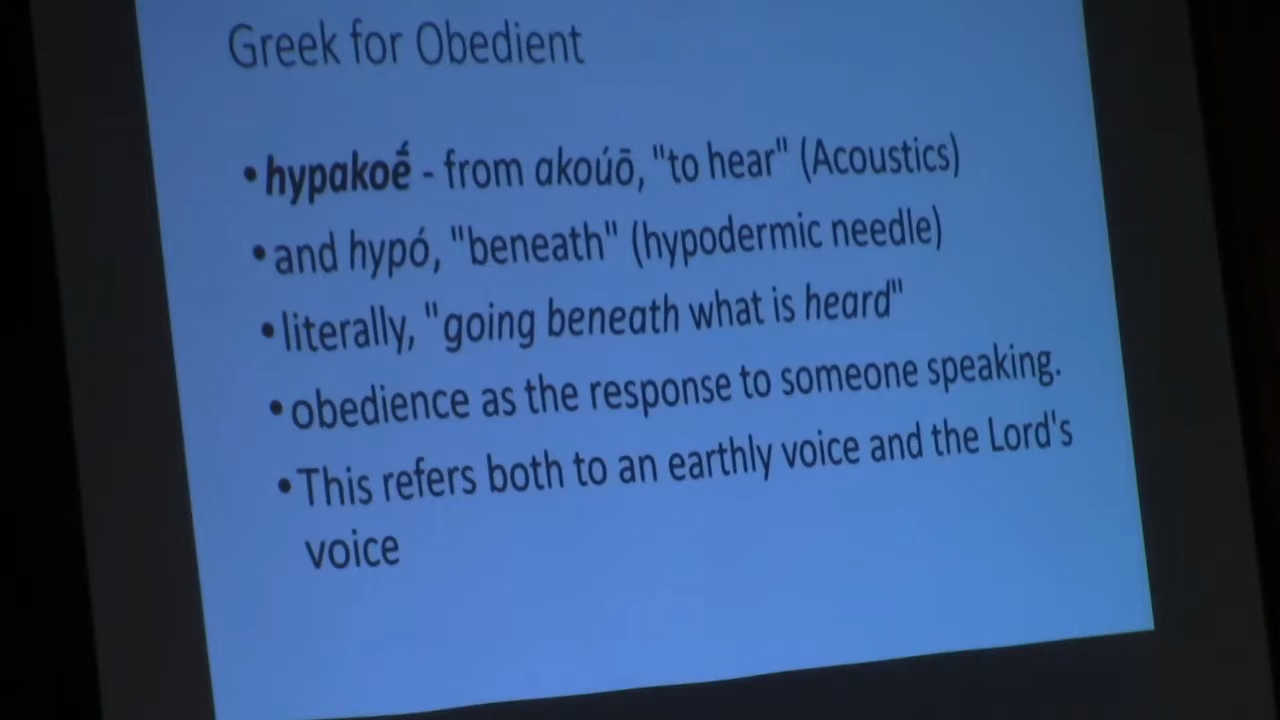 Greek for Obedient
• hypakoḗ - from akoúō, "to hear" (Acoustics)
• and hypó, "beneath" (hypodermic needle)
• literally, "going beneath what is heard"
• obedience as the response to someone speaking.
• This refers both to an earthly voice and the Lord's
voice